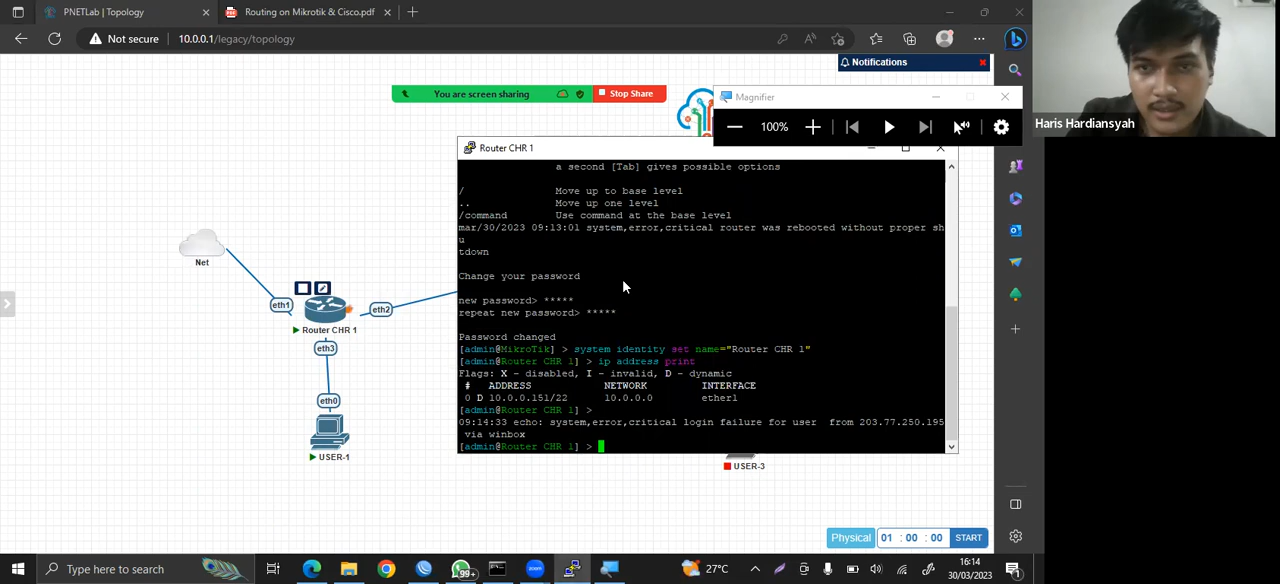 PNETLab | Topology
Routing on Mikrotik & Cisco.pdf
Not secure
10.0.0.1/legacy/topology
Notifications
You are screen sharing
Stop Share
Magnifier
100%
Haris Hardiansyah
Router CHR 1
a second [Tab] gives possible options
/ Move up to base level
.. Move up one level
/command Use command at the base level
mar/30/2023 09:13:01 system,error,critical router was rebooted without proper sh
u
tdown
Change your password
new password> *****
repeat new password> *****
Password changed
[admin@MikroTik] > system identity set name="Router CHR 1"
[admin@Router CHR 1] > ip address print
Flags: X - disabled, I - invalid, D - dynamic
# ADDRESS NETWORK INTERFACE
0 D 10.0.0.151/22 10.0.0.0 ether1
[admin@Router CHR 1] >
09:14:33 echo: system,error,critical login failure for user from 203.77.250.195
via winbox
[admin@Router CHR 1] >
Net
eth1
eth2
Router CHR 1
eth3
eth0
USER-1
USER-3
Physical
01 : 00 : 00
START
Type here to search
zoom
99+
27°C
16:14
30/03/2023
1